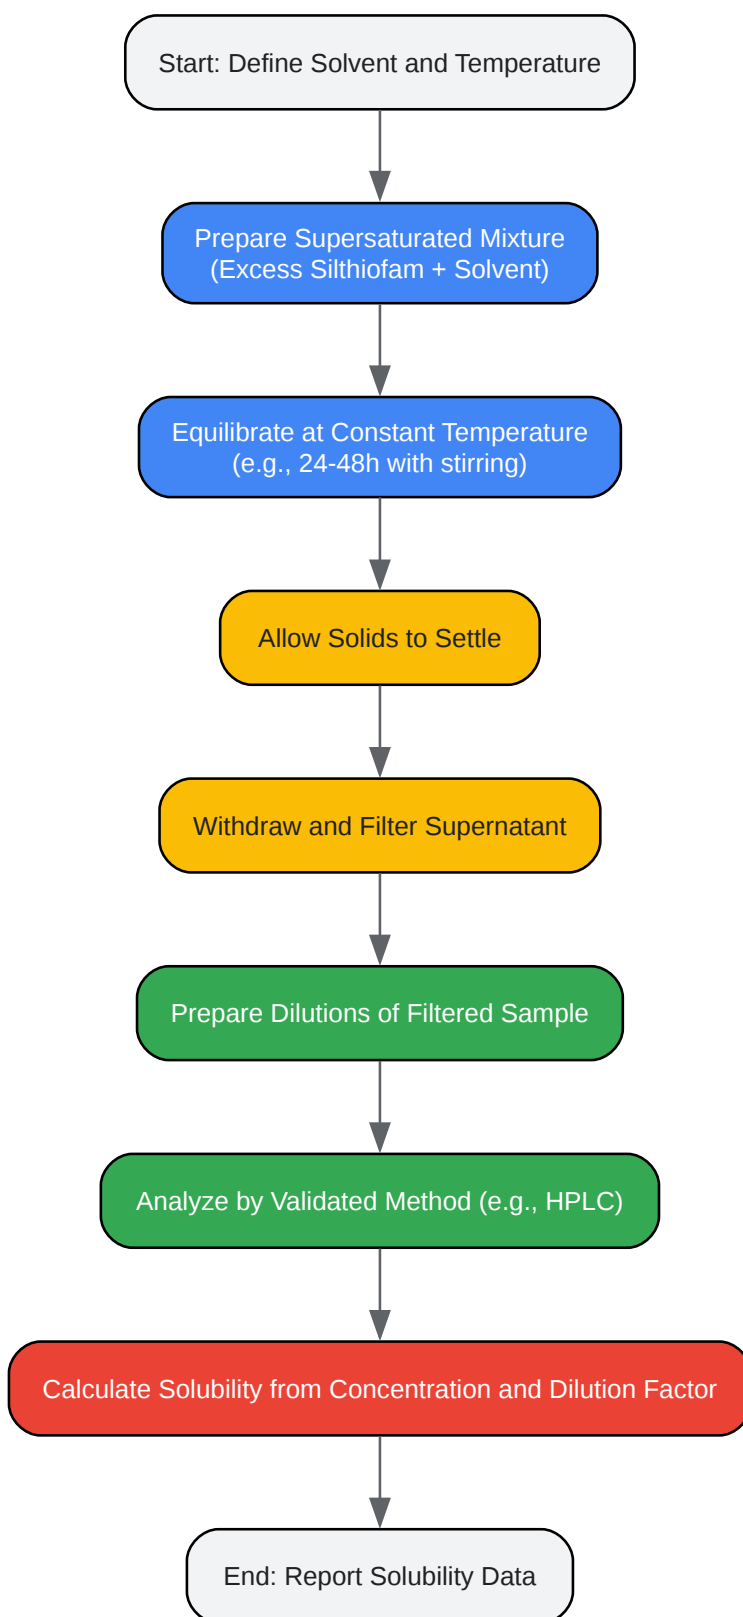 Start: Define Solvent and Temperature
Prepare Supersaturated Mixture
(Excess Silthiofam + Solvent)
Equilibrate at Constant Temperature
(e.g., 24-48h with stirring)
Allow Solids to Settle
Withdraw and Filter Supernatant
Prepare Dilutions of Filtered Sample
Analyze by Validated Method (e.g., HPLC)
Calculate Solubility from Concentration and Dilution Factor
End: Report Solubility Data